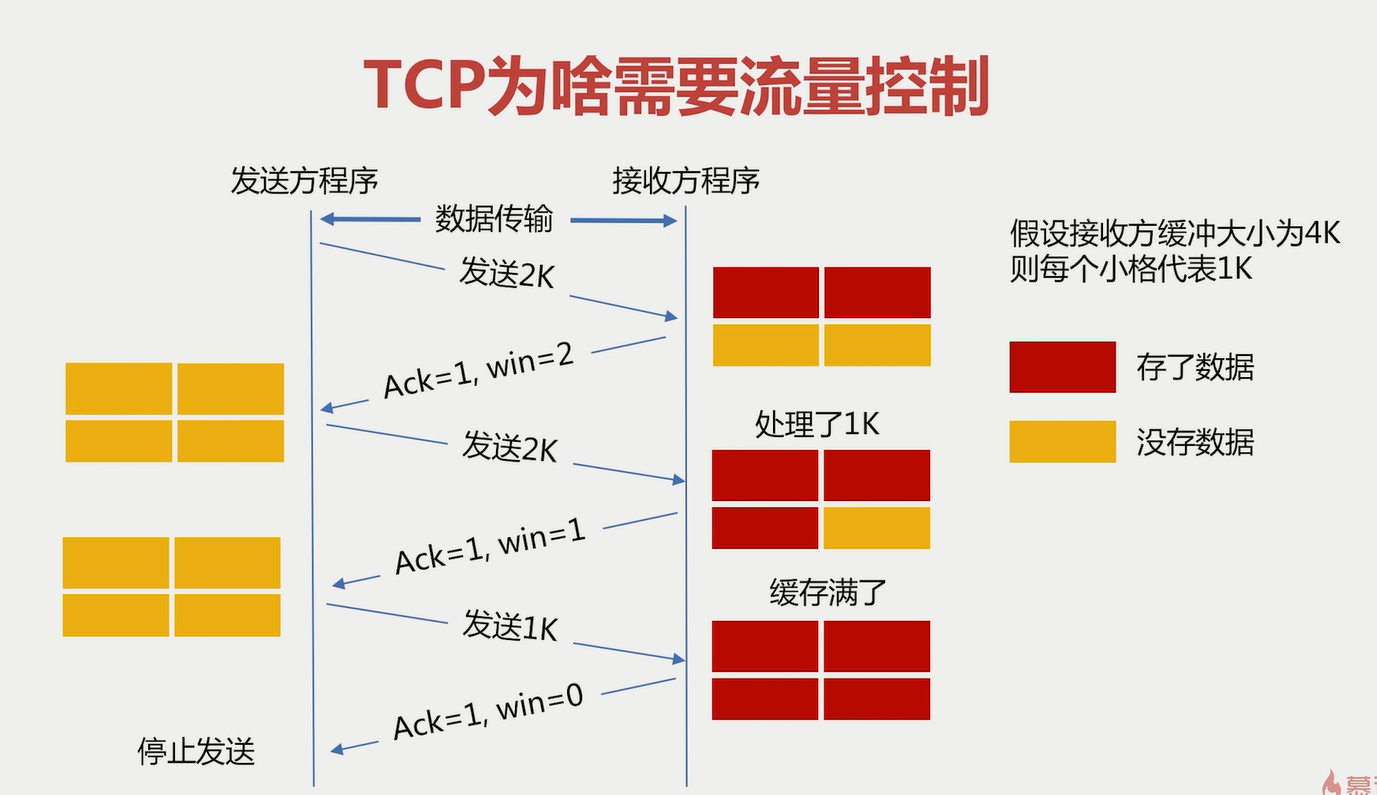 TCP为啥需要流量控制
发送方程序
接收方程序
数据传输
假设接收方缓冲大小为4K
则每个小格代表1K
发送2K
Ack=1, win=2
存了数据
处理了1K
发送2K
没存数据
Ack=1, win=1
缓存满了
发送1K
Ack=1, win=0
停止发送
慕